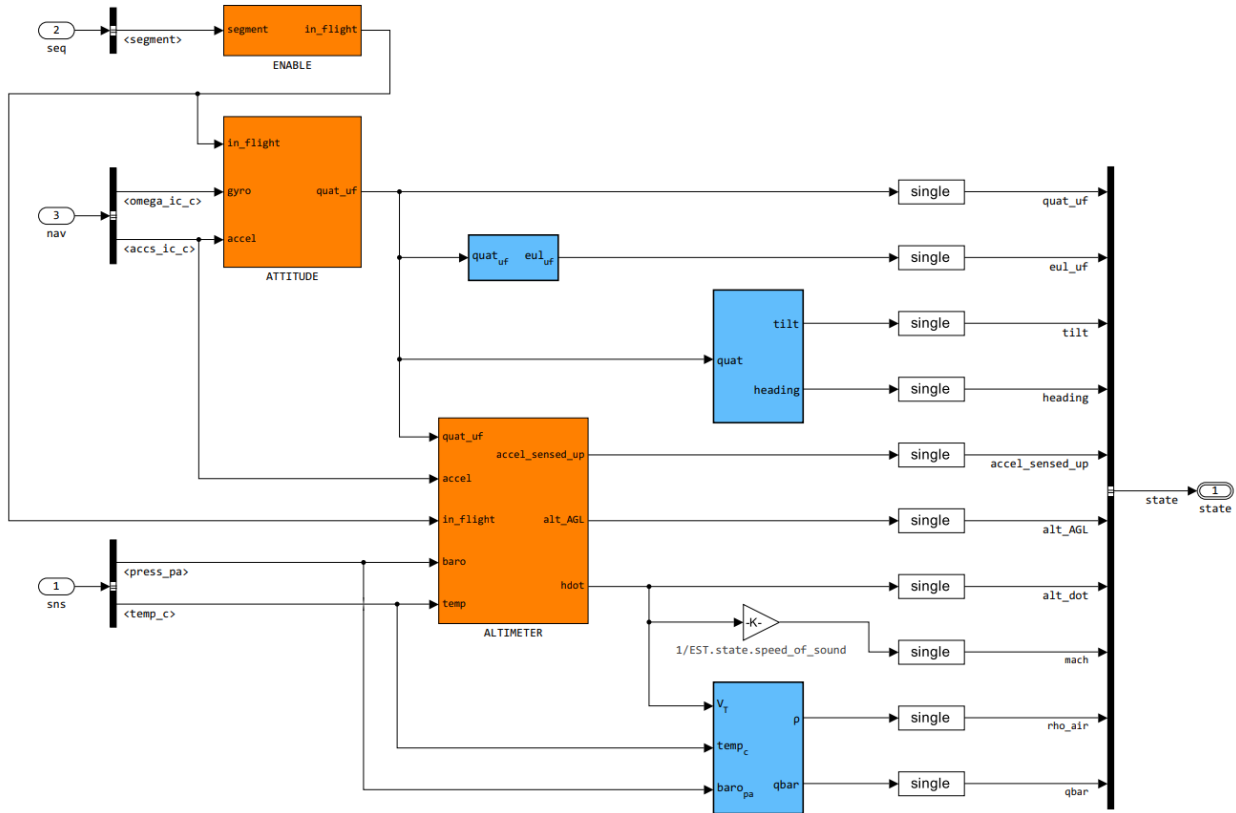 2
seq
<segment>
segment
in_flight
ENABLE
in_flight
gyro
accel
quat_uf
ATTITUDE
3
nav
<omega_ic_c>
<accs_ic_c>
quat_uf
eul_uf
quat
tilt
heading
quat_uf
accel
in_flight
baro
temp
accel_sensed_up
alt_AGL
hdot
ALTIMETER
1
sns
<press_pa>
<temp_c>
-K-
1/EST.state.speed_of_sound
V_T
temp_c
baro_pa
ρ
qbar
single
quat_uf
single
eul_uf
single
tilt
single
heading
single
accel_sensed_up
single
alt_AGL
single
alt_dot
single
mach
single
rho_air
single
qbar
state
1
state